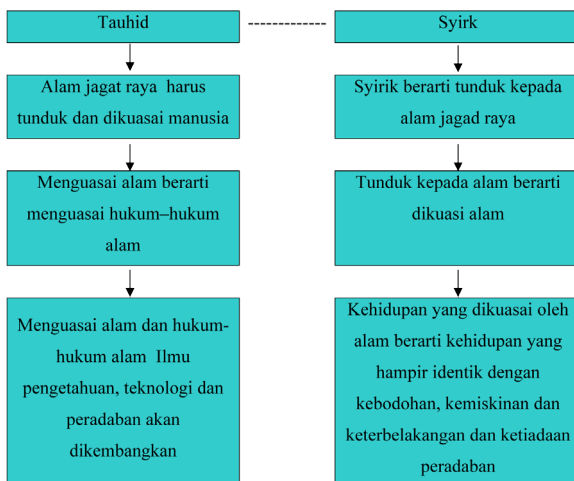 Tauhid
Alam jagat raya harus
tunduk dan dikuasai manusia
Menguasai alam berarti
menguasai hukum–hukum
alam
Menguasai alam dan hukum-
hukum alam Ilmu
pengetahuan, teknologi dan
peradaban akan
dikembangkan
Syirk
Syirik berarti tunduk kepada
alam jagad raya
Tunduk kepada alam berarti
dikuasi alam
Kehidupan yang dikuasai oleh
alam berarti kehidupan yang
hampir identik dengan
kebodohan, kemiskinan dan
keterbelakangan dan ketiadaan
peradaban